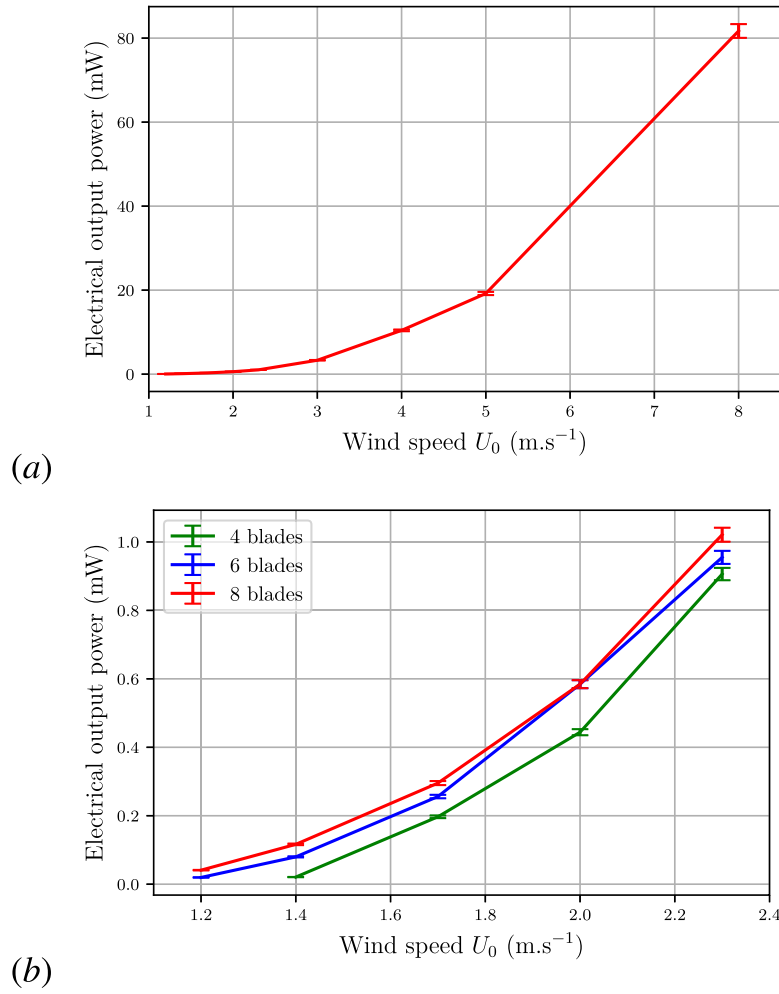 Electrical output power (mW)
80
60
40
20
0
1 2 3 4 5 6 7 8
Wind speed U₀ (m.s⁻¹)
(a)
Electrical output power (mW)
4 blades
6 blades
8 blades
1.0
0.8
0.6
0.4
0.2
0.0
1.2 1.4 1.6 1.8 2.0 2.2 2.4
Wind speed U₀ (m.s⁻¹)
(b)